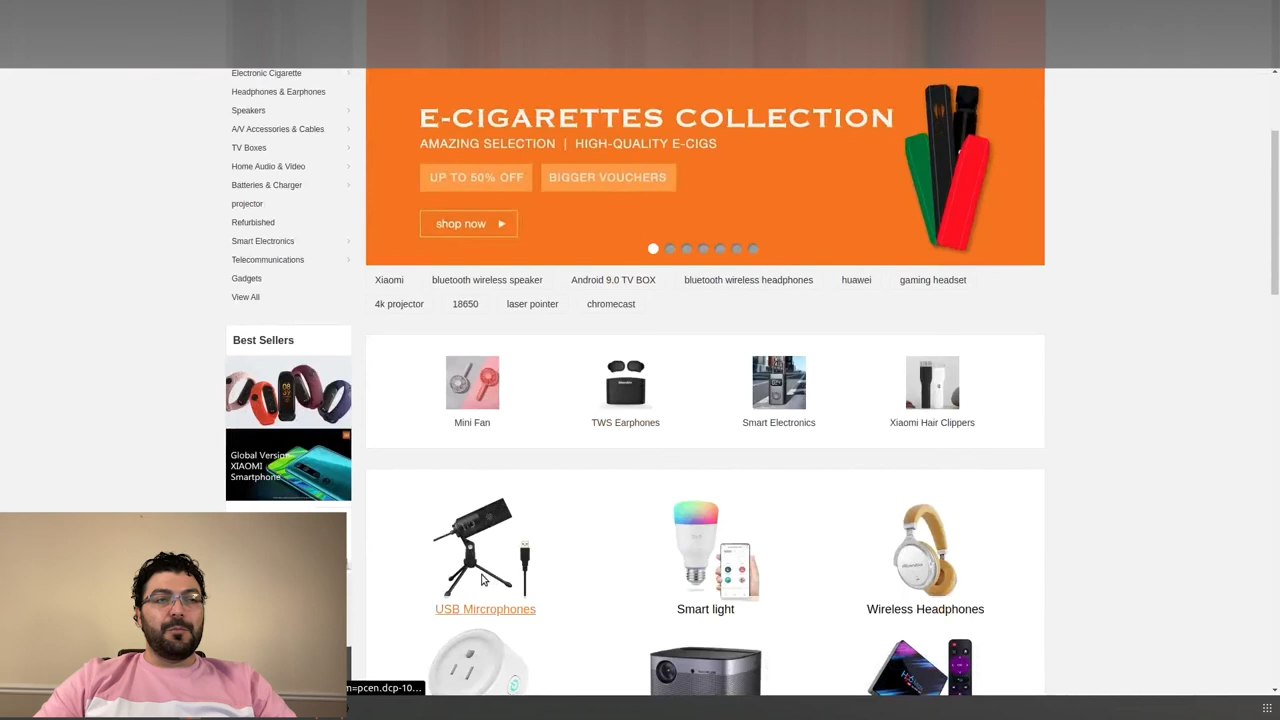 Electronic Cigarette
Headphones & Earphones
Speakers
A/V Accessories & Cables
TV Boxes
Home Audio & Video
Batteries & Charger
projector
Refurbished
Smart Electronics
Telecommunications
Gadgets
View All
E-CIGARETTES COLLECTION
AMAZING SELECTION | HIGH-QUALITY E-CIGS
UP TO 50% OFF BIGGER VOUCHERS
shop now
Xiaomi bluetooth wireless speaker Android 9.0 TV BOX bluetooth wireless headphones huawei gaming headset
4k projector 18650 laser pointer chromecast
Best Sellers
Global Version
XIAOMI
Smartphone
Mini Fan TWS Earphones Smart Electronics Xiaomi Hair Clippers
USB Mircrophones Smart light Wireless Headphones
m=pcen.dcp-10...